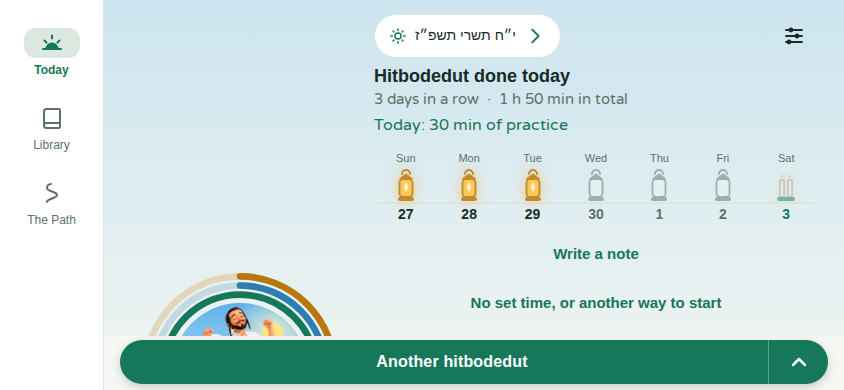 Today
Library
The Path
י״ח תשרי תשפ״ז
Hitbodedut done today
3 days in a row · 1 h 50 min in total
Today: 30 min of practice
Sun Mon Tue Wed Thu Fri Sat
27 28 29 30 1 2 3
Write a note
No set time, or another way to start
Another hitbodedut